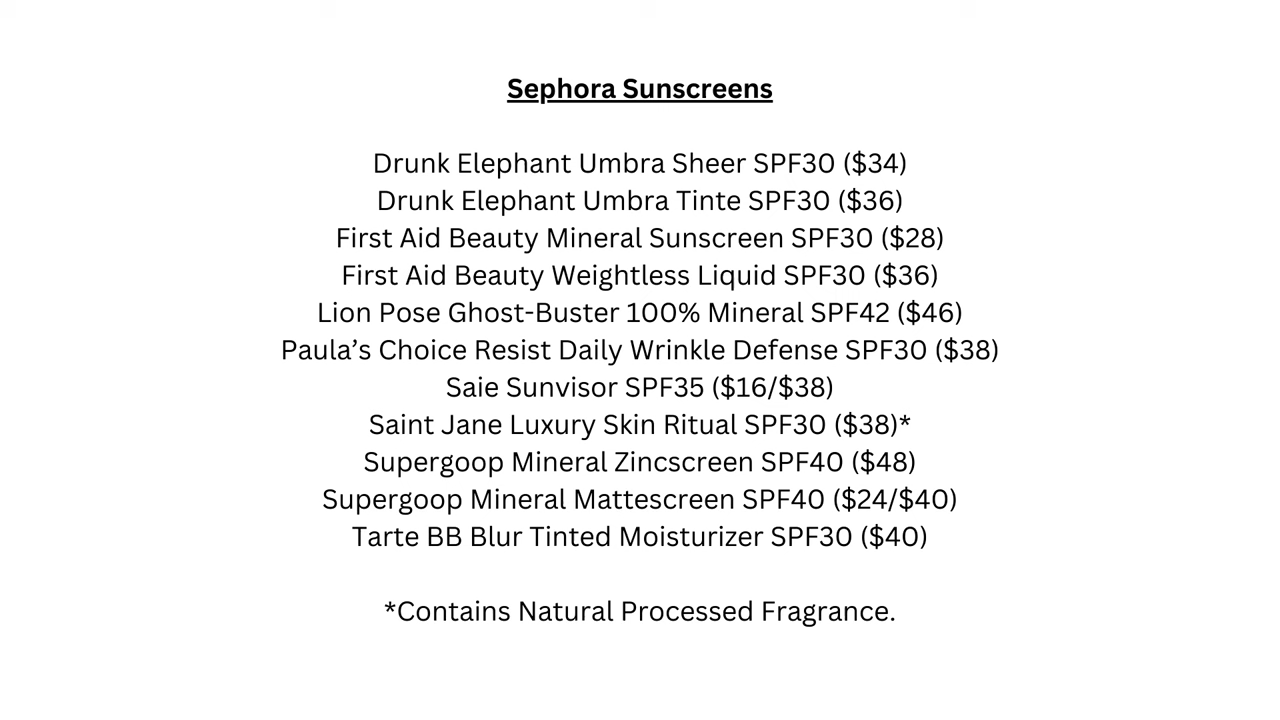 Sephora Sunscreens
Drunk Elephant Umbra Sheer SPF30 ($34)
Drunk Elephant Umbra Tinte SPF30 ($36)
First Aid Beauty Mineral Sunscreen SPF30 ($28)
First Aid Beauty Weightless Liquid SPF30 ($36)
Lion Pose Ghost-Buster 100% Mineral SPF42 ($46)
Paula’s Choice Resist Daily Wrinkle Defense SPF30 ($38)
Saie Sunvisor SPF35 ($16/$38)
Saint Jane Luxury Skin Ritual SPF30 ($38)*
Supergoop Mineral Zincscreen SPF40 ($48)
Supergoop Mineral Mattescreen SPF40 ($24/$40)
Tarte BB Blur Tinted Moisturizer SPF30 ($40)
*Contains Natural Processed Fragrance.